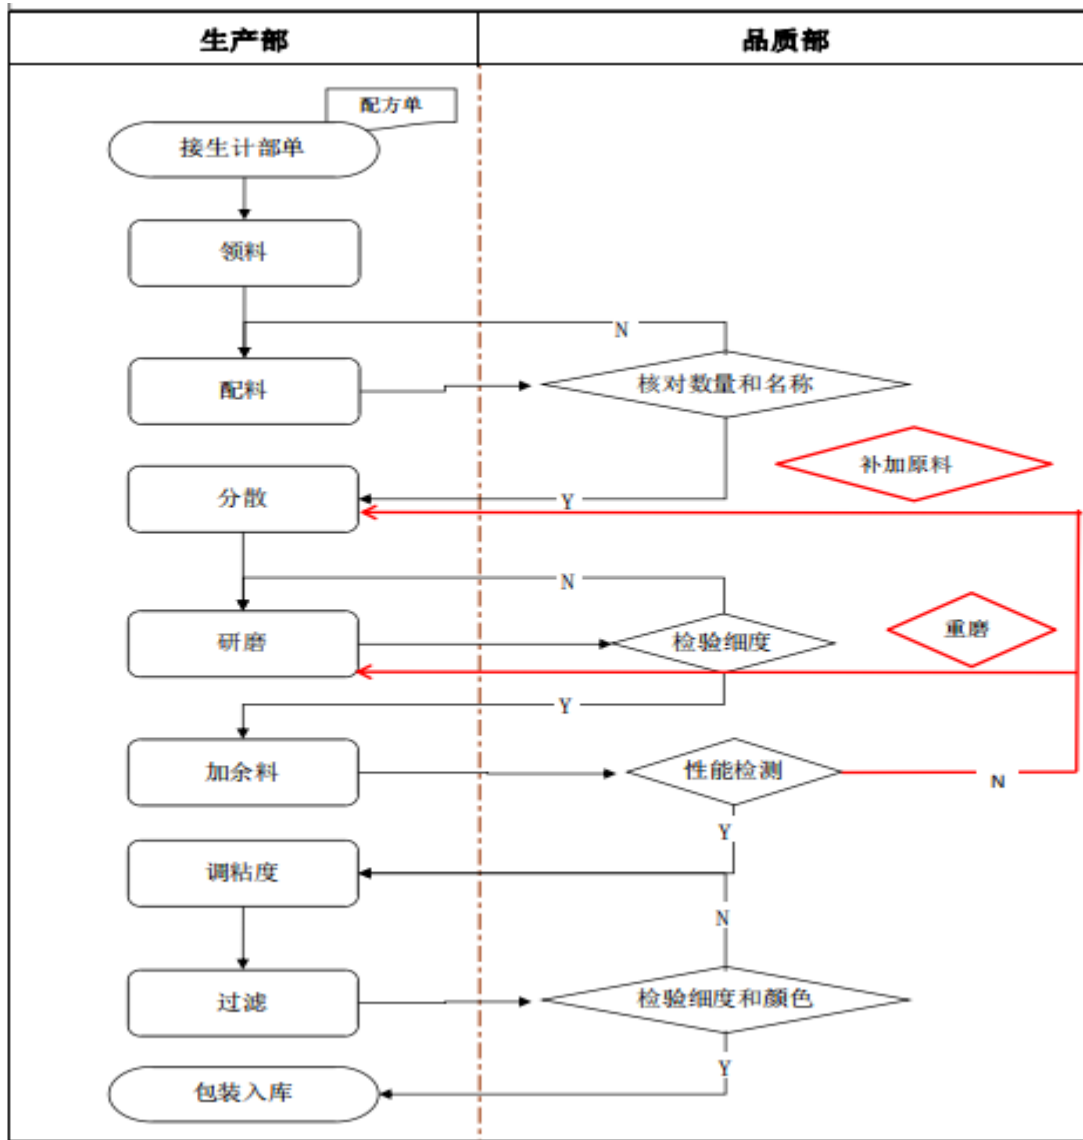 生产部
品质部
配方单
接生计部单
领料
N
配料
核对数量和名称
补加原料
分散
Y
N
研磨
检验细度
重磨
Y
加余料
性能检测
N
Y
调粘度
N
过滤
检验细度和颜色
Y
包装入库